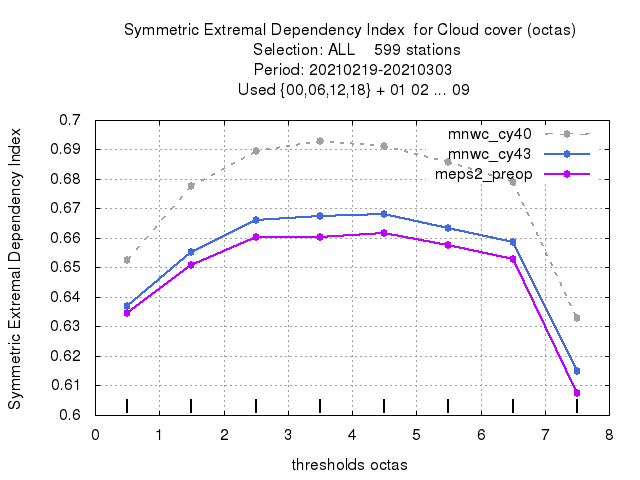 Symmetric Extremal Dependency Index  for Cloud cover (octas)
Selection: ALL    599 stations
Period: 20210219-20210303
Used {00,06,12,18} + 01 02 ... 09
Symmetric Extremal Dependency Index
0.7
0.69
0.68
0.67
0.66
0.65
0.64
0.63
0.62
0.61
0.6
mnwc_cy40
mnwc_cy43
meps2_preop
0 1 2 3 4 5 6 7 8
thresholds octas